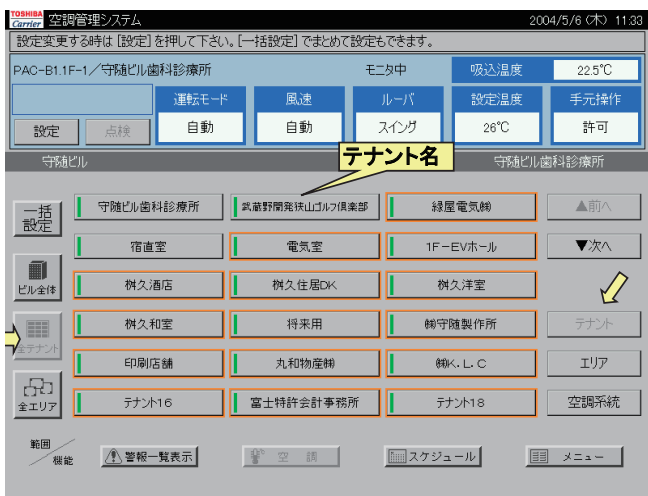 TOSHIBA
Carrier 空調管理システム 2004/5/6 (木) 11:33
設定変更する時は [設定] を押して下さい。[一括設定] でまとめて設定もできます。
PAC-B1.1F-1／守随ビル歯科診療所 モニタ中 吸込温度 22.5℃
運転モード 風速 ルーバ 設定温度 手元操作
設定 点検 自動 自動 スイング 26℃ 許可
テナント名
守随ビル 守随ビル歯科診療所
一括設定 守随ビル歯科診療所 武蔵野開発狭山ゴルフ倶楽部 緑屋電気㈱ ▲前へ
宿直室 電気室 1F－EVホール ▼次へ
ビル全体 桝久酒店 桝久住居DK 桝久洋室
全テナント 桝久和室 将来用 ㈱守随製作所 テナント
印刷店舗 丸和物産㈱ ㈱K．L．C エリア
全エリア テナント16 冨士特許会計事務所 テナント18 空調系統
範囲／機能 警報一覧表示 空 調 スケジュール メニュー